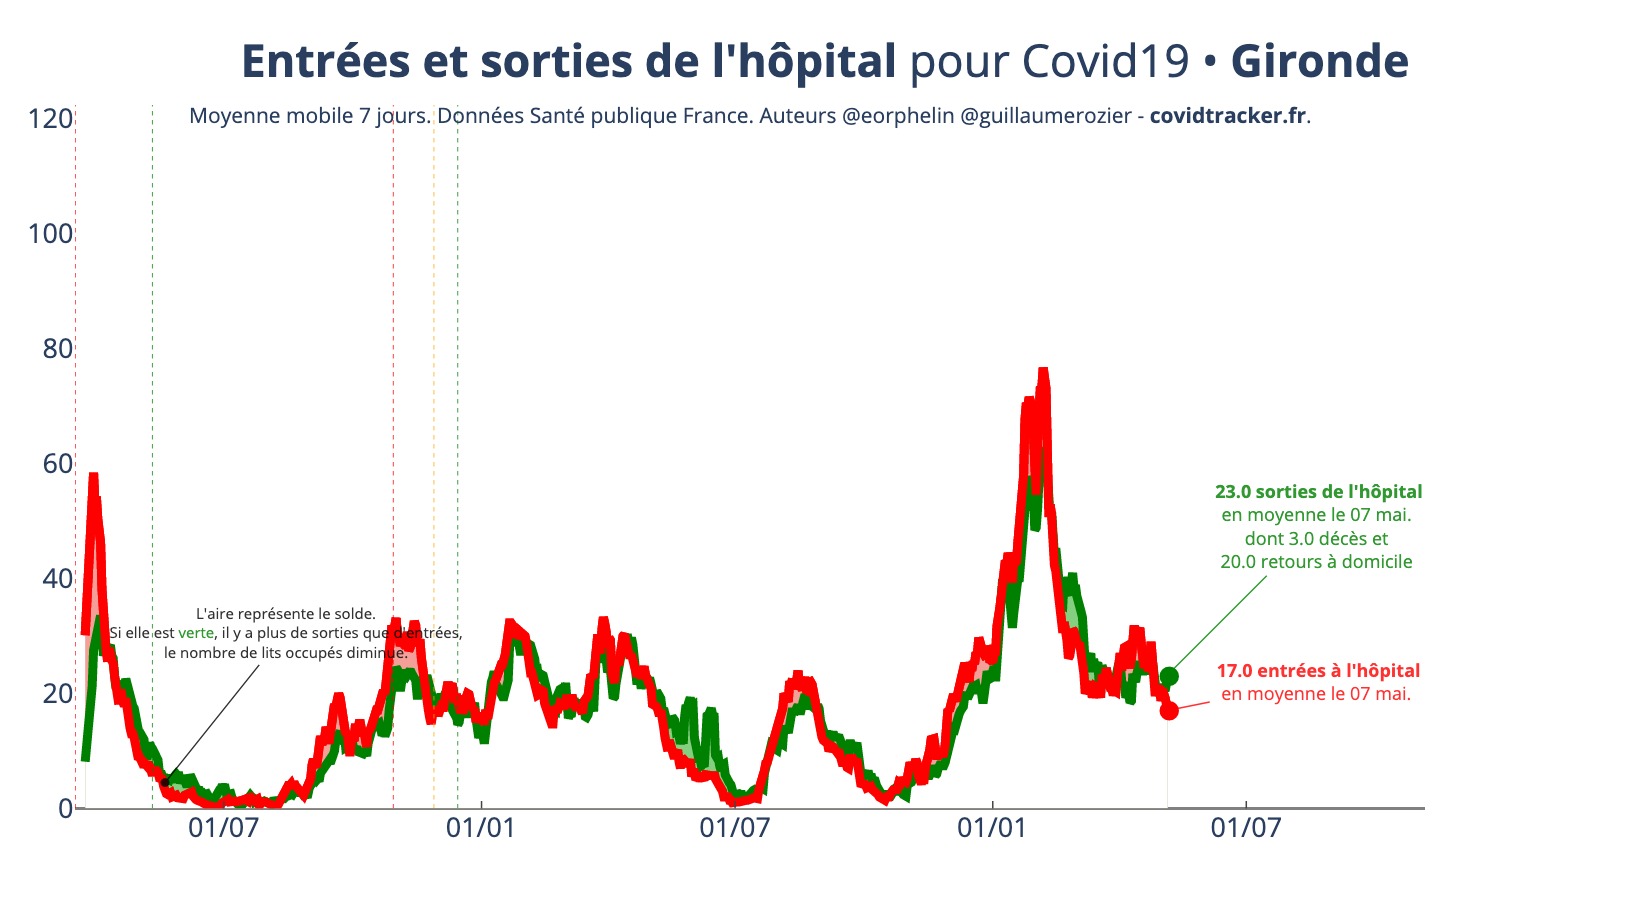 Entrées et sorties de l'hôpital pour Covid19 • Gironde
Moyenne mobile 7 jours. Données Santé publique France. Auteurs @eorphelin @guillaumerozier - covidtracker.fr.
120
100
80
60
40
20
0
L'aire représente le solde.
Si elle est verte, il y a plus de sorties que d'entrées,
le nombre de lits occupés diminue.
23.0 sorties de l'hôpital
en moyenne le 07 mai.
dont 3.0 décès et
20.0 retours à domicile
17.0 entrées à l'hôpital
en moyenne le 07 mai.
01/07
01/01
01/07
01/01
01/07